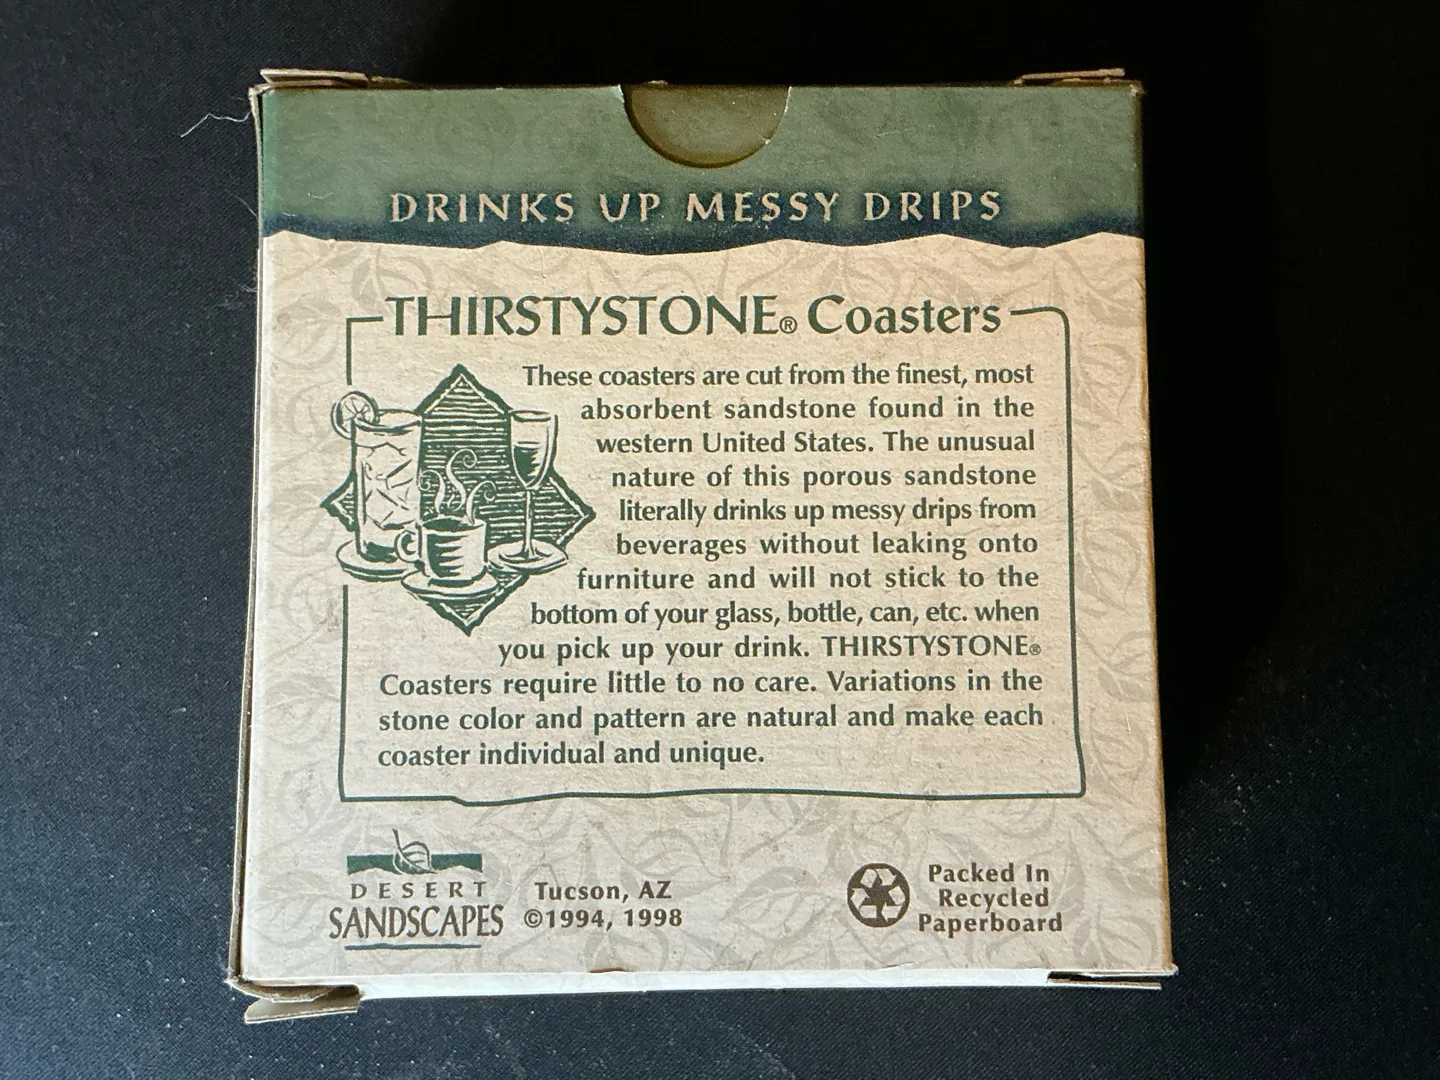 DRINKS UP MESSY DRIPS
THIRSTYSTONE® Coasters
These coasters are cut from the finest, most
absorbent sandstone found in the
western United States. The unusual
nature of this porous sandstone
literally drinks up messy drips from
beverages without leaking onto
furniture and will not stick to the
bottom of your glass, bottle, can, etc. when
you pick up your drink. THIRSTYSTONE®
Coasters require little to no care. Variations in the
stone color and pattern are natural and make each
coaster individual and unique.
DESERT
SANDSCAPES
Tucson, AZ
©1994, 1998
Packed In
Recycled
Paperboard